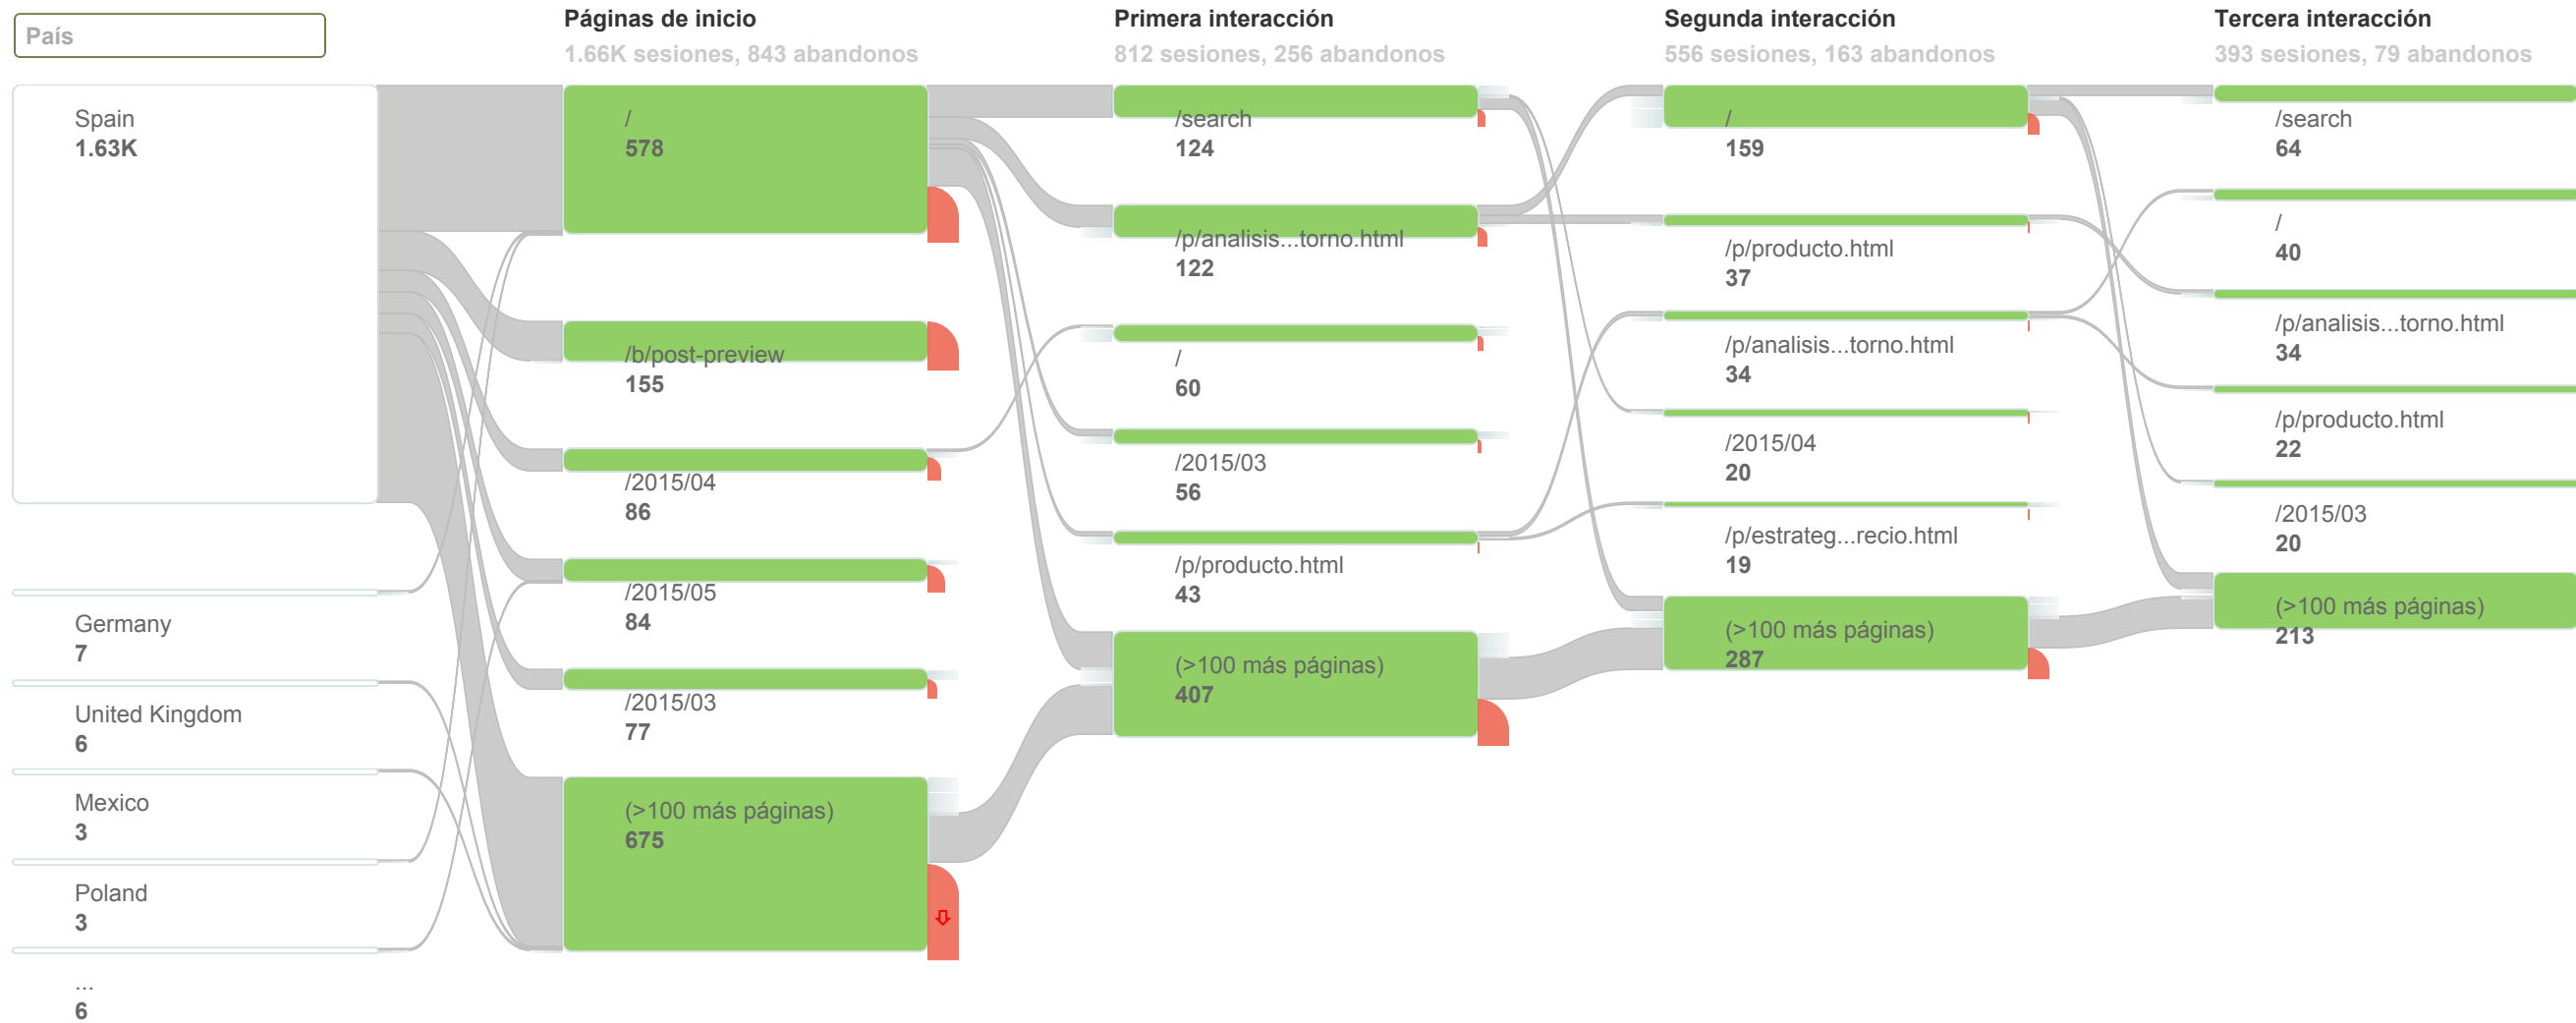 País
Páginas de inicio
1.66K sesiones, 843 abandonos
Primera interacción
812 sesiones, 256 abandonos
Segunda interacción
556 sesiones, 163 abandonos
Tercera interacción
393 sesiones, 79 abandonos
Spain
1.63K
Germany
7
United Kingdom
6
Mexico
3
Poland
3
...
6
/
578
/b/post-preview
155
/2015/04
86
/2015/05
84
/2015/03
77
(>100 más páginas)
675
/search
124
/p/analisis...torno.html
122
/
60
/2015/03
56
/p/producto.html
43
(>100 más páginas)
407
/
159
/p/producto.html
37
/p/analisis...torno.html
34
/2015/04
20
/p/estrateg...recio.html
19
(>100 más páginas)
287
/search
64
/
40
/p/analisis...torno.html
34
/p/producto.html
22
/2015/03
20
(>100 más páginas)
213